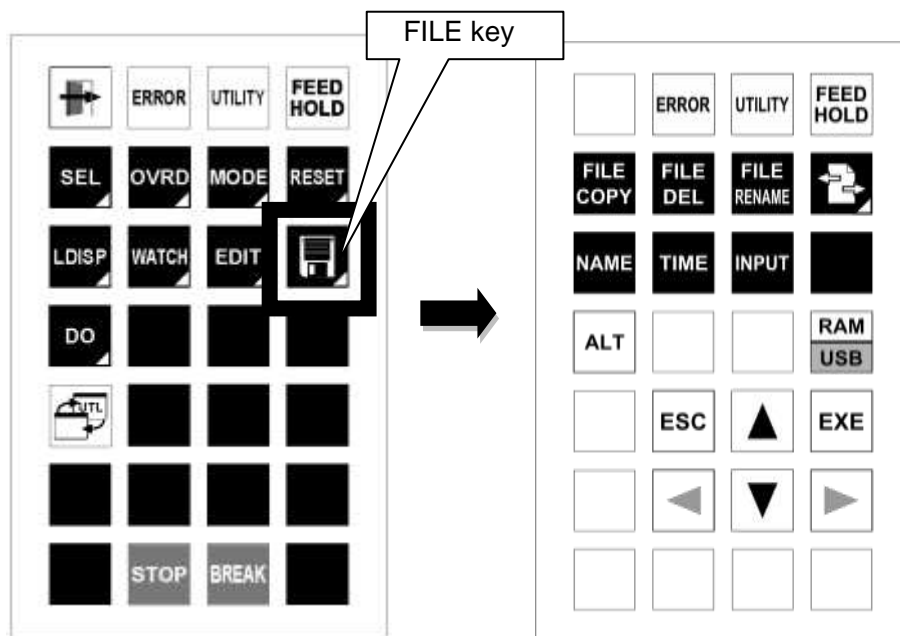 FILE key
ERROR UTILITY FEED HOLD
SEL OVRD MODE RESET
LDISP WATCH EDIT
DO
UTL
STOP BREAK
ERROR UTILITY FEED HOLD
FILE COPY FILE DEL FILE RENAME
NAME TIME INPUT
ALT RAM USB
ESC EXE